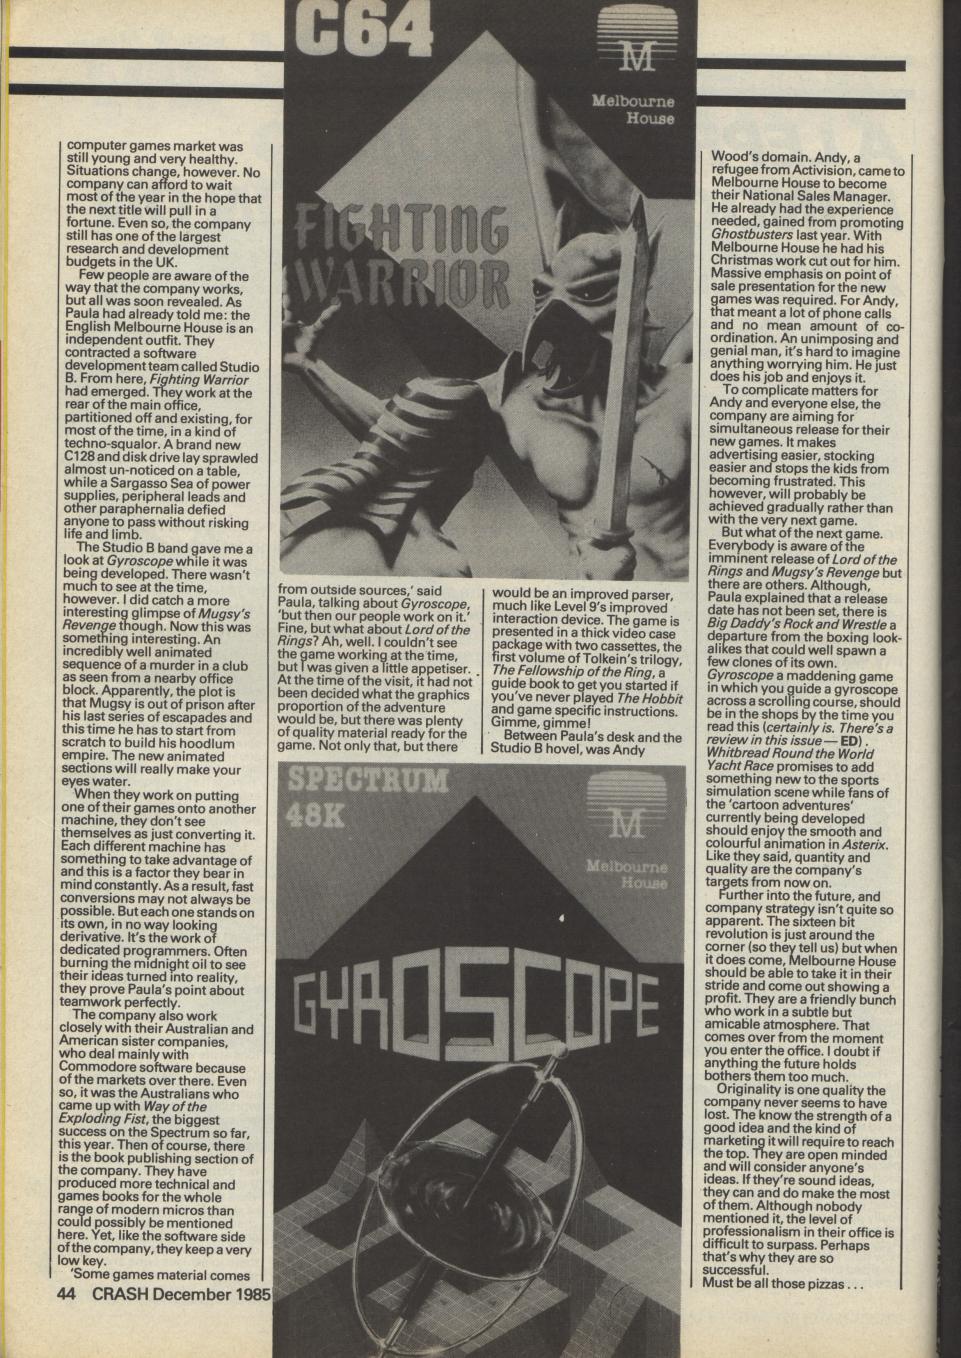 C64
M
Melbourne
House
FIGHTING
WARRIOR
computer games market was
still young and very healthy.
Situations change, however. No
company can afford to wait
most of the year in the hope that
the next title will pull in a
fortune. Even so, the company
still has one of the largest
research and development
budgets in the UK.
Few people are aware of the
way that the company works,
but all was soon revealed. As
Paula had already told me: the
English Melbourne House is an
independent outfit. They
contracted a software
development team called Studio
B. From here, Fighting Warrior
had emerged. They work at the
rear of the main office,
partitioned off and existing, for
most of the time, in a kind of
techno-squalor. A brand new
C128 and disk drive lay sprawled
almost un-noticed on a table,
while a Sargasso Sea of power
supplies, peripheral leads and
other paraphernalia defied
anyone to pass without risking
life and limb.
The Studio B band gave me a
look at Gyroscope while it was
being developed. There wasn't
much to see at the time,
however. I did catch a more
interesting glimpse of Mugsy's
Revenge though. Now this was
something interesting. An
incredibly well animated
sequence of a murder in a club
as seen from a nearby office
block. Apparently, the plot is
that Mugsy is out of prison after
his last series of escapades and
this time he has to start from
scratch to build his hoodlum
empire. The new animated
sections will really make your
eyes water.
When they work on putting
one of their games onto another
machine, they don't see
themselves as just converting it.
Each different machine has
something to take advantage of
and this is a factor they bear in
mind constantly. As a result, fast
conversions may not always be
possible. But each one stands on
its own, in no way looking
derivative. It's the work of
dedicated programmers. Often
burning the midnight oil to see
their ideas turned into reality,
they prove Paula's point about
teamwork perfectly.
The company also work
closely with their Australian and
American sister companies,
who deal mainly with
Commodore software because
of the markets over there. Even
so, it was the Australians who
came up with Way of the
Exploding Fist, the biggest
success on the Spectrum so far,
this year. Then of course, there
is the book publishing section of
the company. They have
produced more technical and
games books for the whole
range of modern micros than
could possibly be mentioned
here. Yet, like the software side
of the company, they keep a very
low key.
'Some games material comes
from outside sources,' said
Paula, talking about Gyroscope,
'but then our people work on it.'
Fine, but what about Lord of the
Rings? Ah, well. I couldn't see
the game working at the time,
but I was given a little appetiser.
At the time of the visit, it had not
been decided what the graphics
proportion of the adventure
would be, but there was plenty
of quality material ready for the
game. Not only that, but there
would be an improved parser,
much like Level 9's improved
interaction device. The game is
presented in a thick video case
package with two cassettes, the
first volume of Tolkein's trilogy,
The Fellowship of the Ring, a
guide book to get you started if
you've never played The Hobbit
and game specific instructions.
Gimme, gimme!
Between Paula's desk and the
Studio B hovel, was Andy
Wood's domain. Andy, a
refugee from Activision, came to
Melbourne House to become
their National Sales Manager.
He already had the experience
needed, gained from promoting
Ghostbusters last year. With
Melbourne House he had his
Christmas work cut out for him.
Massive emphasis on point of
sale presentation for the new
games was required. For Andy,
that meant a lot of phone calls
and no mean amount of co-
ordination. An unimposing and
genial man, it's hard to imagine
anything worrying him. He just
does his job and enjoys it.
To complicate matters for
Andy and everyone else, the
company are aiming for
simultaneous release for their
new games. It makes
advertising easier, stocking
easier and stops the kids from
becoming frustrated. This
however, will probably be
achieved gradually rather than
with the very next game.
But what of the next game.
Everybody is aware of the
imminent release of Lord of the
Rings and Mugsy's Revenge but
there are others. Although,
Paula explained that a release
date has not been set, there is
Big Daddy's Rock and Wrestle a
departure from the boxing look-
alikes that could well spawn a
few clones of its own.
Gyroscope a maddening game
in which you guide a gyroscope
across a scrolling course, should
be in the shops by the time you
read this (certainly is. There's a
review in this issue — ED).
Whitbread Round the World
Yacht Race promises to add
something new to the sports
simulation scene while fans of
the 'cartoon adventures'
currently being developed
should enjoy the smooth and
colourful animation in Asterix.
Like they said, quantity and
quality are the company's
targets from now on.
Further into the future, and
company strategy isn't quite so
apparent. The sixteen bit
revolution is just around the
corner (so they tell us) but when
it does come, Melbourne House
should be able to take it in their
stride and come out showing a
profit. They are a friendly bunch
who work in a subtle but
amicable atmosphere. That
comes over from the moment
you enter the office. I doubt if
anything the future holds
bothers them too much.
Originality is one quality the
company never seems to have
lost. The know the strength of a
good idea and the kind of
marketing it will require to reach
the top. They are open minded
and will consider anyone's
ideas. If they're sound ideas,
they can and do make the most
of them. Although nobody
mentioned it, the level of
professionalism in their office is
difficult to surpass. Perhaps
that's why they are so
successful.
Must be all those pizzas . . .
SPECTRUM
48K
M
Melbourne
House
GYROSCOPE
44 CRASH December 1985